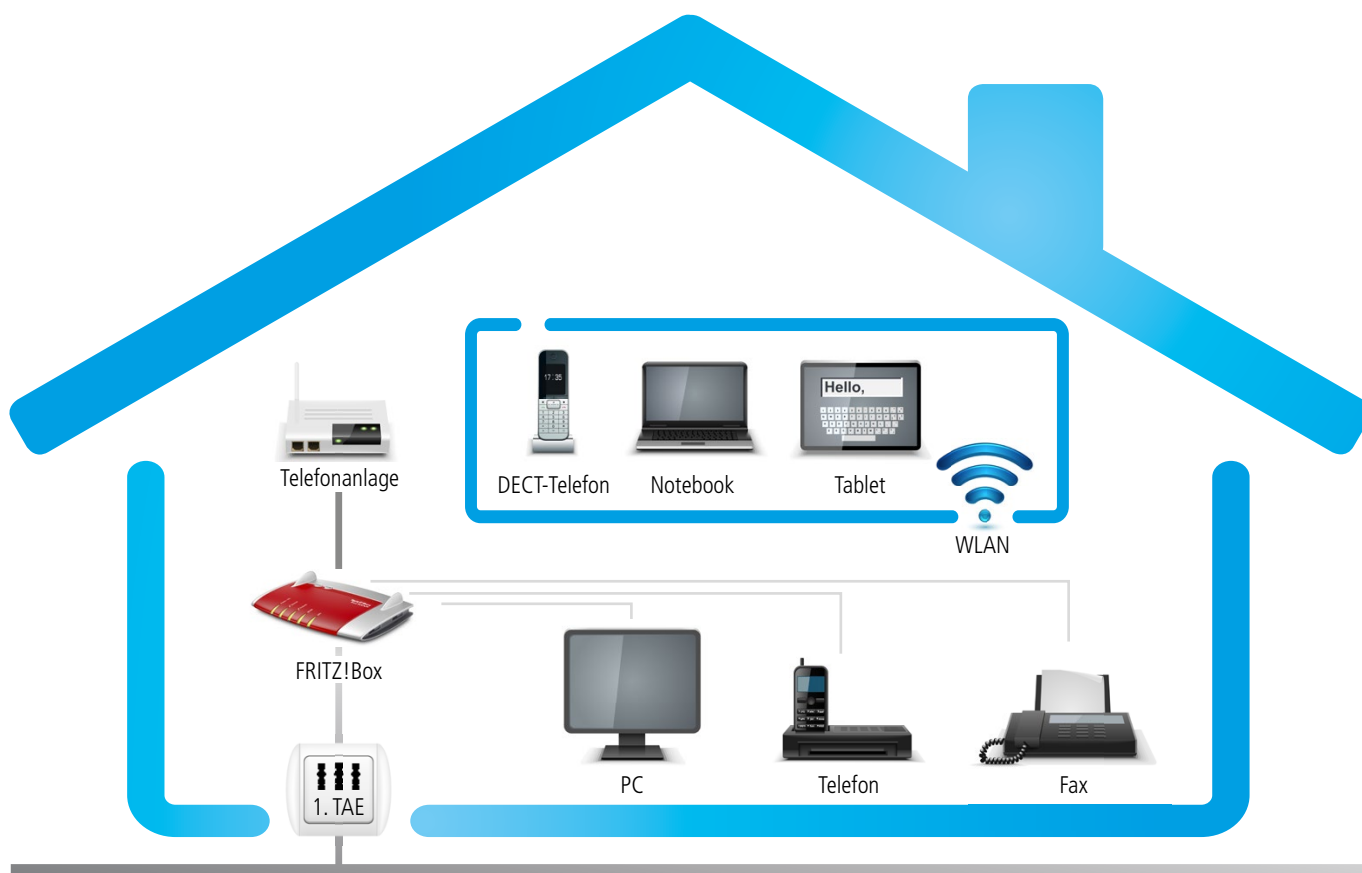 17:35
Hello,
Telefonanlage
DECT-Telefon
Notebook
Tablet
WLAN
FRITZ!Box
1. TAE
PC
Telefon
Fax